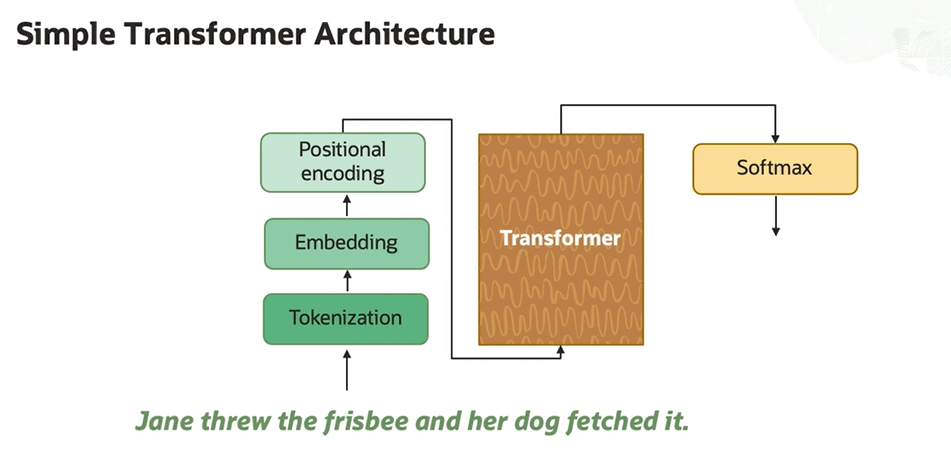 Simple Transformer Architecture
Positional
encoding
Embedding
Tokenization
Transformer
Softmax
Jane threw the frisbee and her dog fetched it.